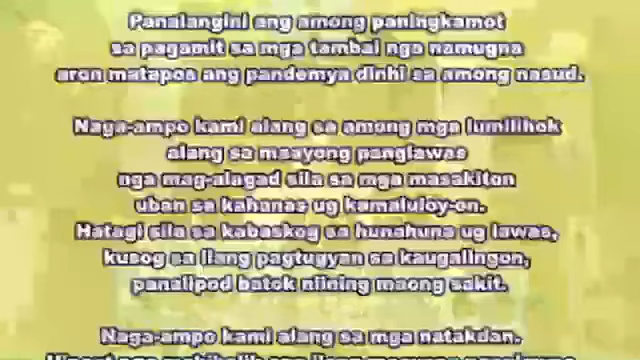 Panalangini ang among paningkamot
sa pagamit sa mga tambal nga namugna
aron matapos ang pandemya dinhi sa among nasud.
Naga-ampo kami alang sa among mga lumilihok
alang sa maayong panglawas
nga mag-alagad sila sa mga masakiton
uban sa kahanas ug kamaluloy-on.
Hatagi sila sa kabaskog sa hunahuna ug lawas,
kusog sa ilang pagtugyan sa kaugalingon,
panalipod batok niining maong sakit.
Naga-ampo kami alang sa mga natakdan.